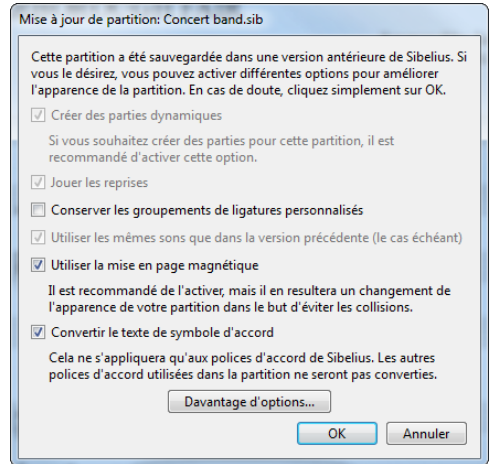 Mise à jour de partition: Concert band.sib
Cette partition a été sauvegardée dans une version antérieure de Sibelius. Si
vous le désirez, vous pouvez activer différentes options pour améliorer
l'apparence de la partition. En cas de doute, cliquez simplement sur OK.
Créer des parties dynamiques
Si vous souhaitez créer des parties pour cette partition, il est
recommandé d'activer cette option.
Jouer les reprises
Conserver les groupements de ligatures personnalisés
Utiliser les mêmes sons que dans la version précédente (le cas échéant)
Utiliser la mise en page magnétique
Il est recommandé de l'activer, mais il en resultera un changement de
l'apparence de votre partition dans le but d'éviter les collisions.
Convertir le texte de symbole d'accord
Cela ne s'appliquera qu'aux polices d'accord de Sibelius. Les autres
polices d'accord utilisées dans la partition ne seront pas converties.
Davantage d'options...
OK Annuler